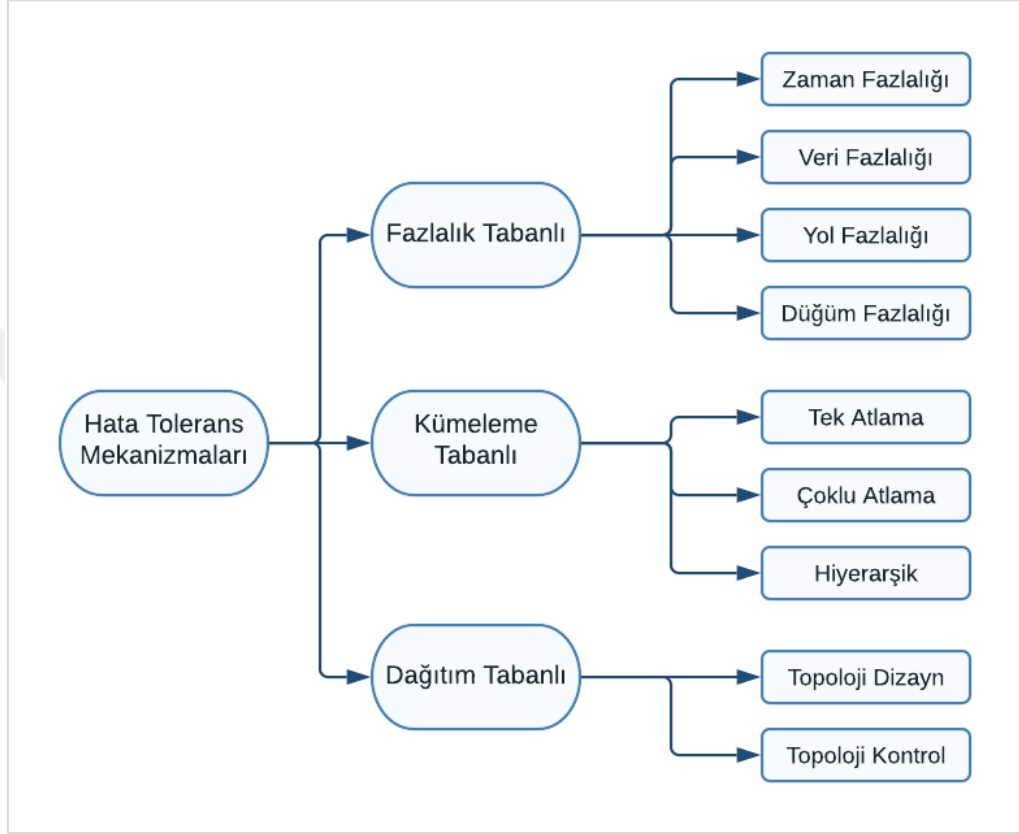 Hata Tolerans
Mekanizmaları
Fazlalık Tabanlı
Zaman Fazlalığı
Veri Fazlalığı
Yol Fazlalığı
Düğüm Fazlalığı
Kümeleme
Tabanlı
Tek Atlama
Çoklu Atlama
Hiyerarşik
Dağıtım Tabanlı
Topoloji Dizayn
Topoloji Kontrol